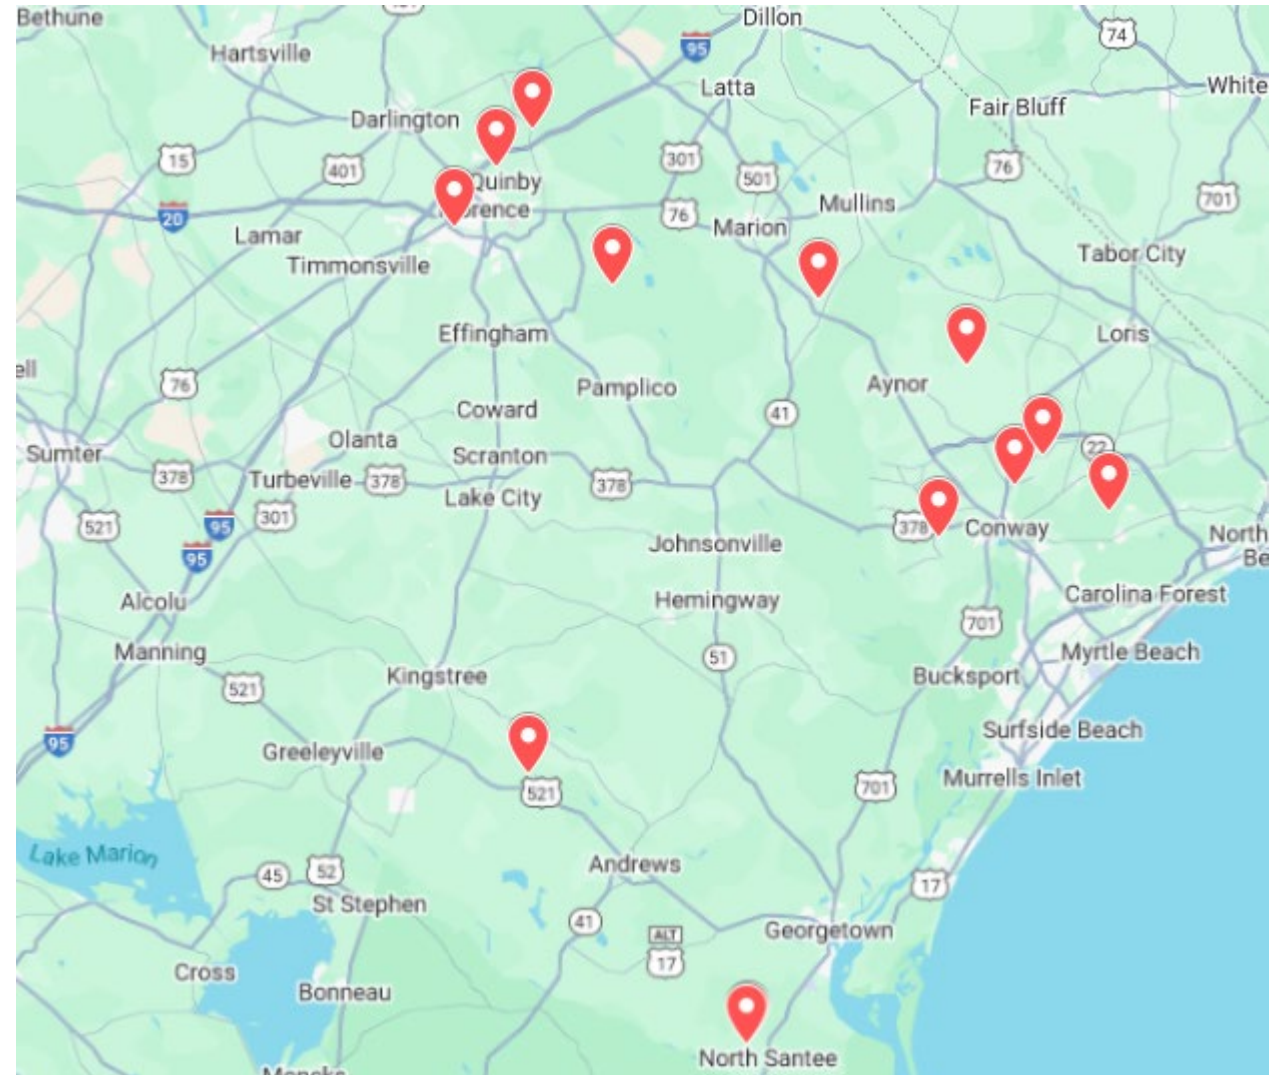 Bethune
Dillon
74
95
Hartsville
Latta
White
Fair Bluff
Darlington
15
401
301
501
76
701
Quinby
Mullins
20
76
Marion
Lamar
Tabor City
Timmonsville
Effingham
Loris
ell
76
Pamplico
Aynor
Coward
41
Olanta
Sumter
Scranton
22
378
Turbeville
378
378
Lake City
521
301
95
378
Conway
North
Be
95
Johnsonville
Alcolu
Hemingway
Carolina Forest
701
Manning
51
Myrtle Beach
Kingstree
Bucksport
521
95
Greeleyville
Surfside Beach
Murrells Inlet
521
701
Lake Marion
Andrews
45
52
17
St Stephen
41
Georgetown
ALT
17
Cross
Bonneau
North Santee